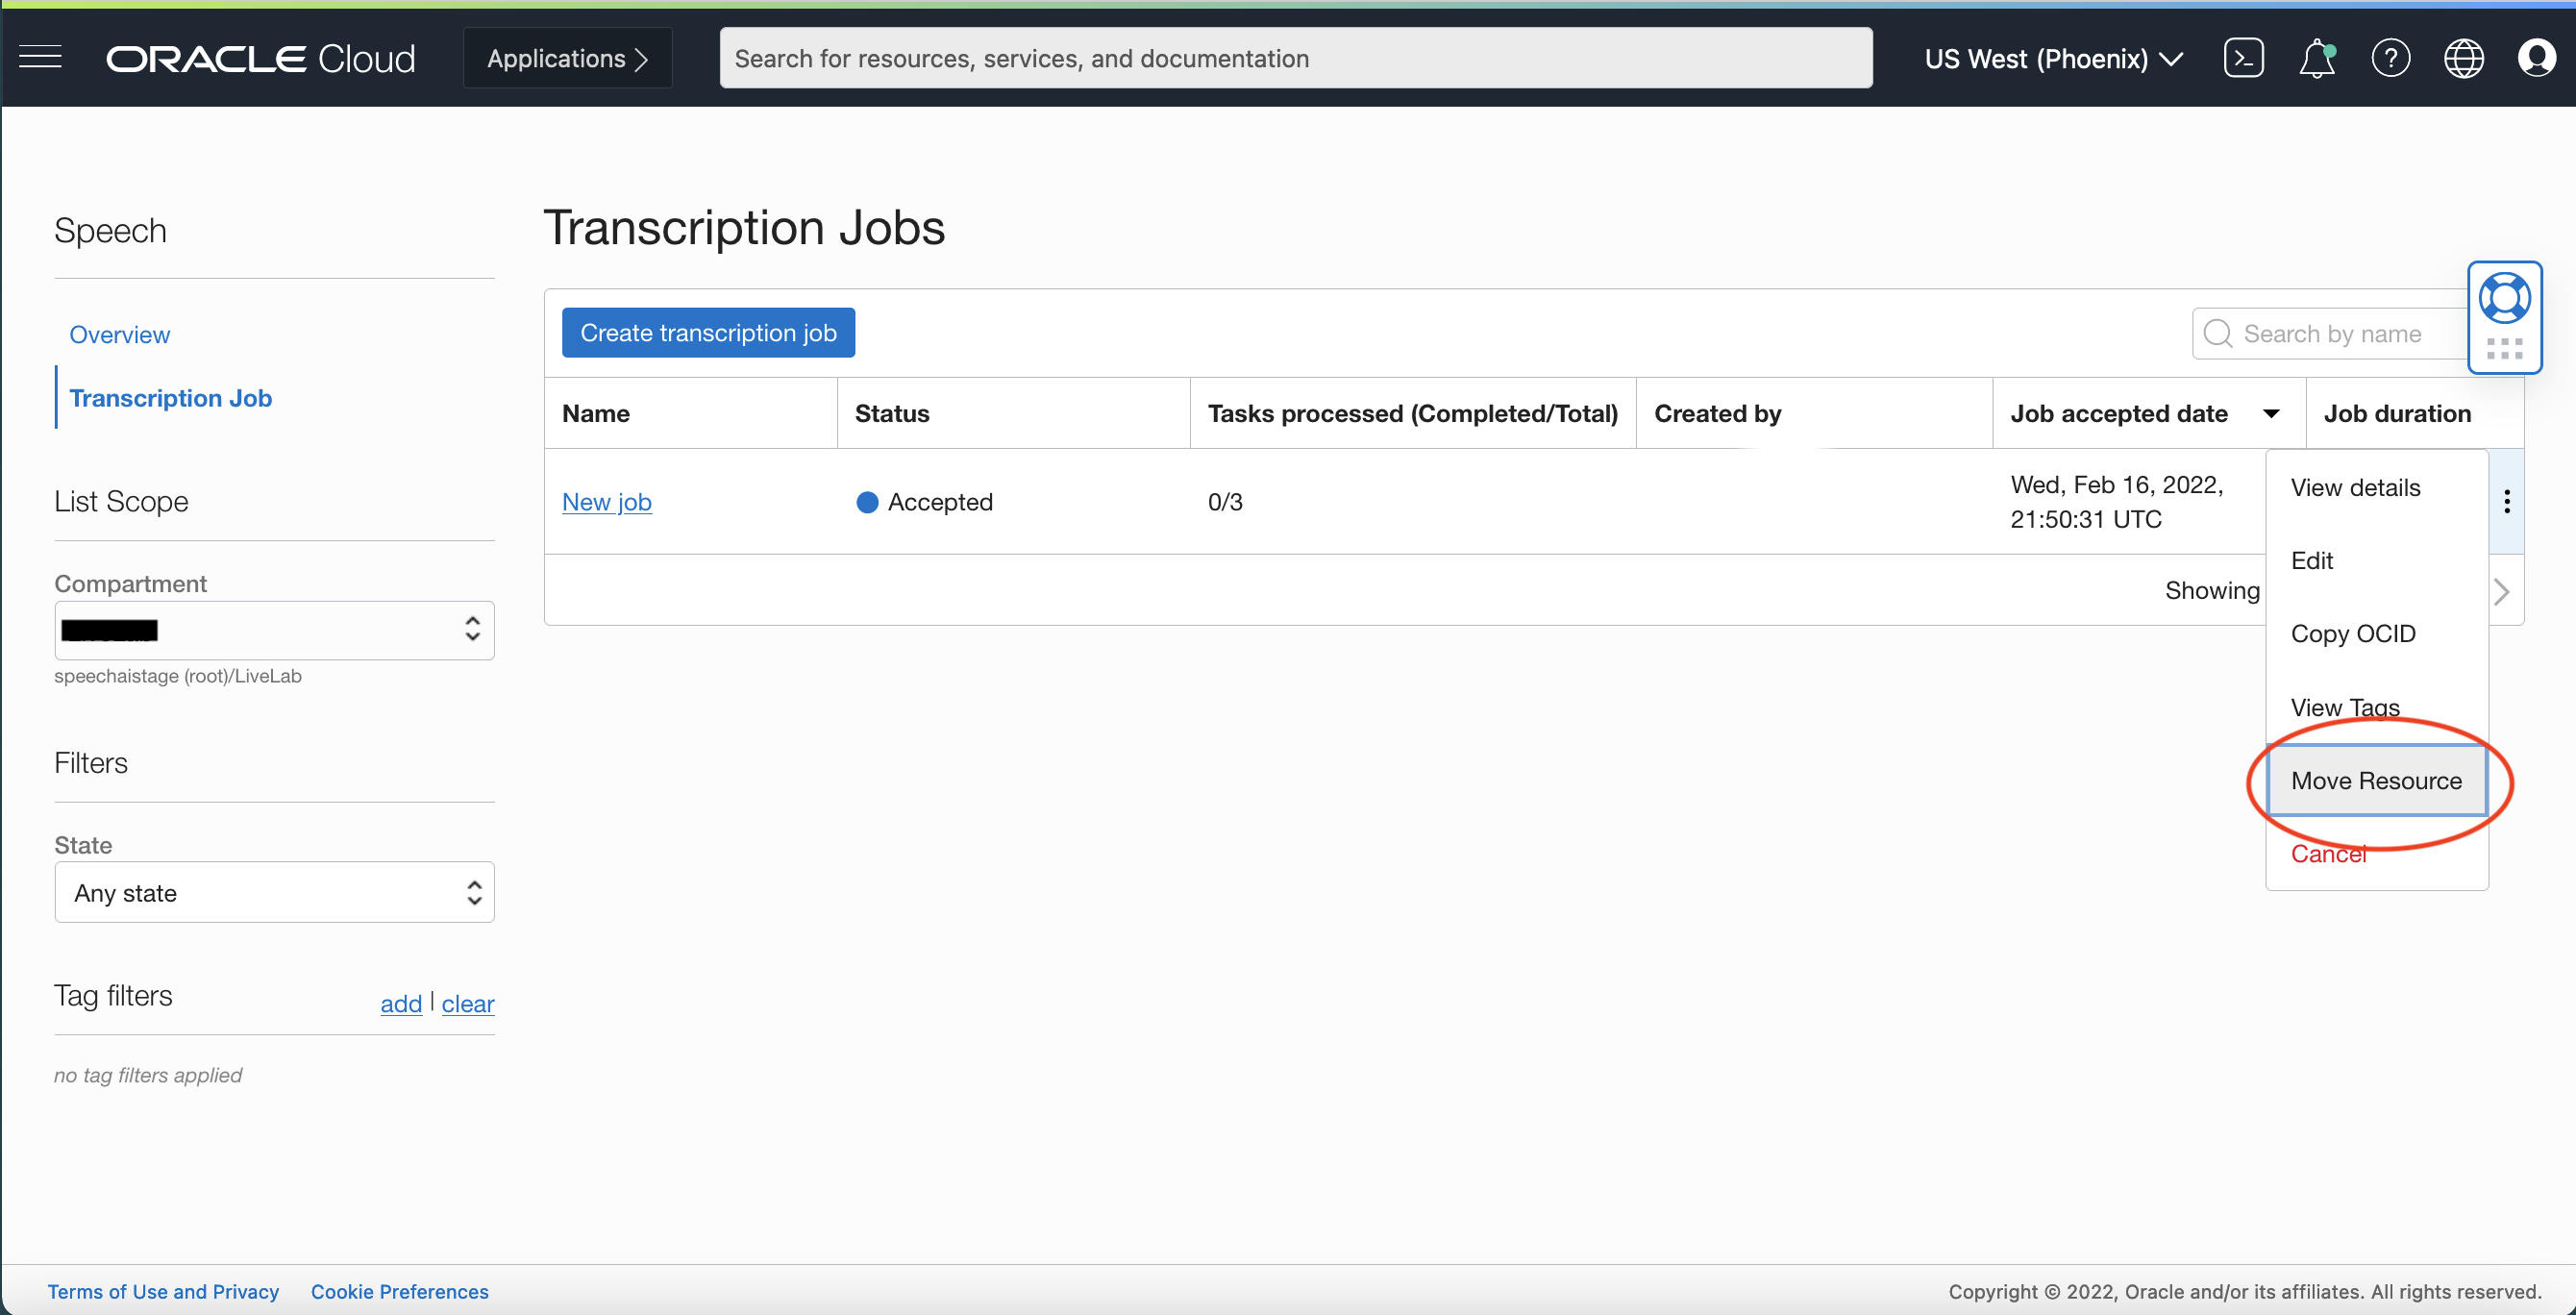 ORACLE Cloud
Applications
Search for resources, services, and documentation
US West (Phoenix)
Speech
Overview
Transcription Job
List Scope
Compartment
speechaistage (root)/LiveLab
Filters
State
Any state
Tag filters
add | clear
no tag filters applied
Transcription Jobs
Create transcription job
Search by name
Name Status Tasks processed (Completed/Total) Created by Job accepted date Job duration
New job Accepted 0/3 Wed, Feb 16, 2022,
21:50:31 UTC
Showing
View details
Edit
Copy OCID
View Tags
Move Resource
Cancel
Terms of Use and Privacy Cookie Preferences
Copyright © 2022, Oracle and/or its affiliates. All rights reserved.